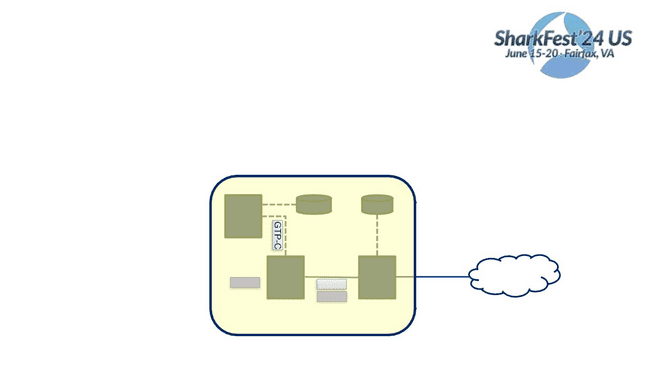 SharkFest'24 US
June 15-20 · Fairfax, VA
GTP-C